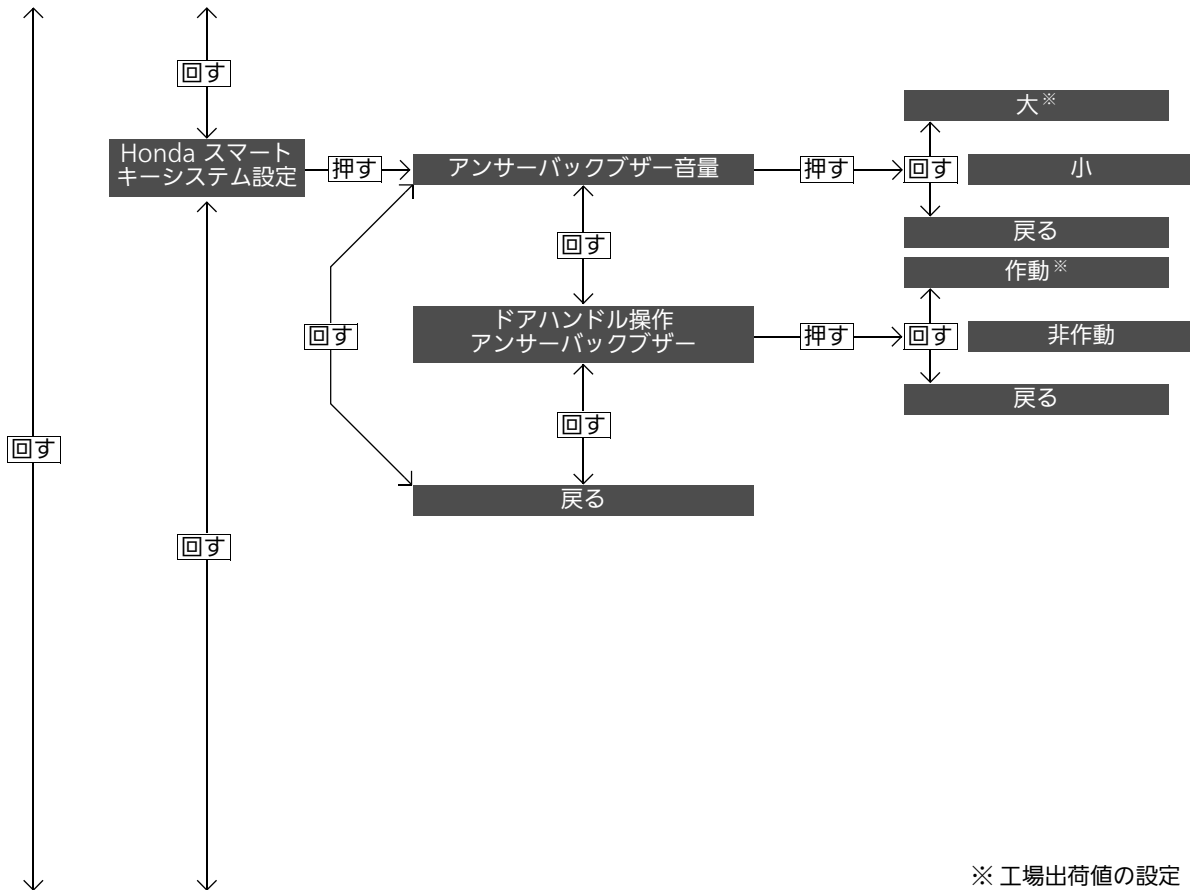 回す
大※
Honda スマート
キーシステム設定
押す
アンサーバックブザー音量
押す
回す
小
回す
戻る
作動※
回す
ドアハンドル操作
アンサーバックブザー
押す
回す
非作動
戻る
回す
回す
戻る
回す
※ 工場出荷値の設定